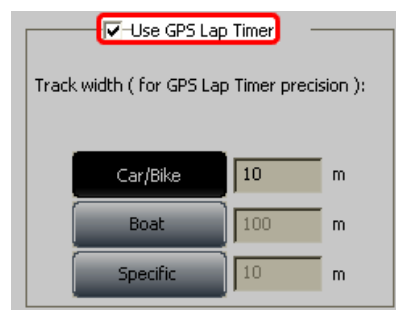 Use GPS Lap Timer
Track width ( for GPS Lap Timer precision ):
Car/Bike 10 m
Boat 100 m
Specific 10 m